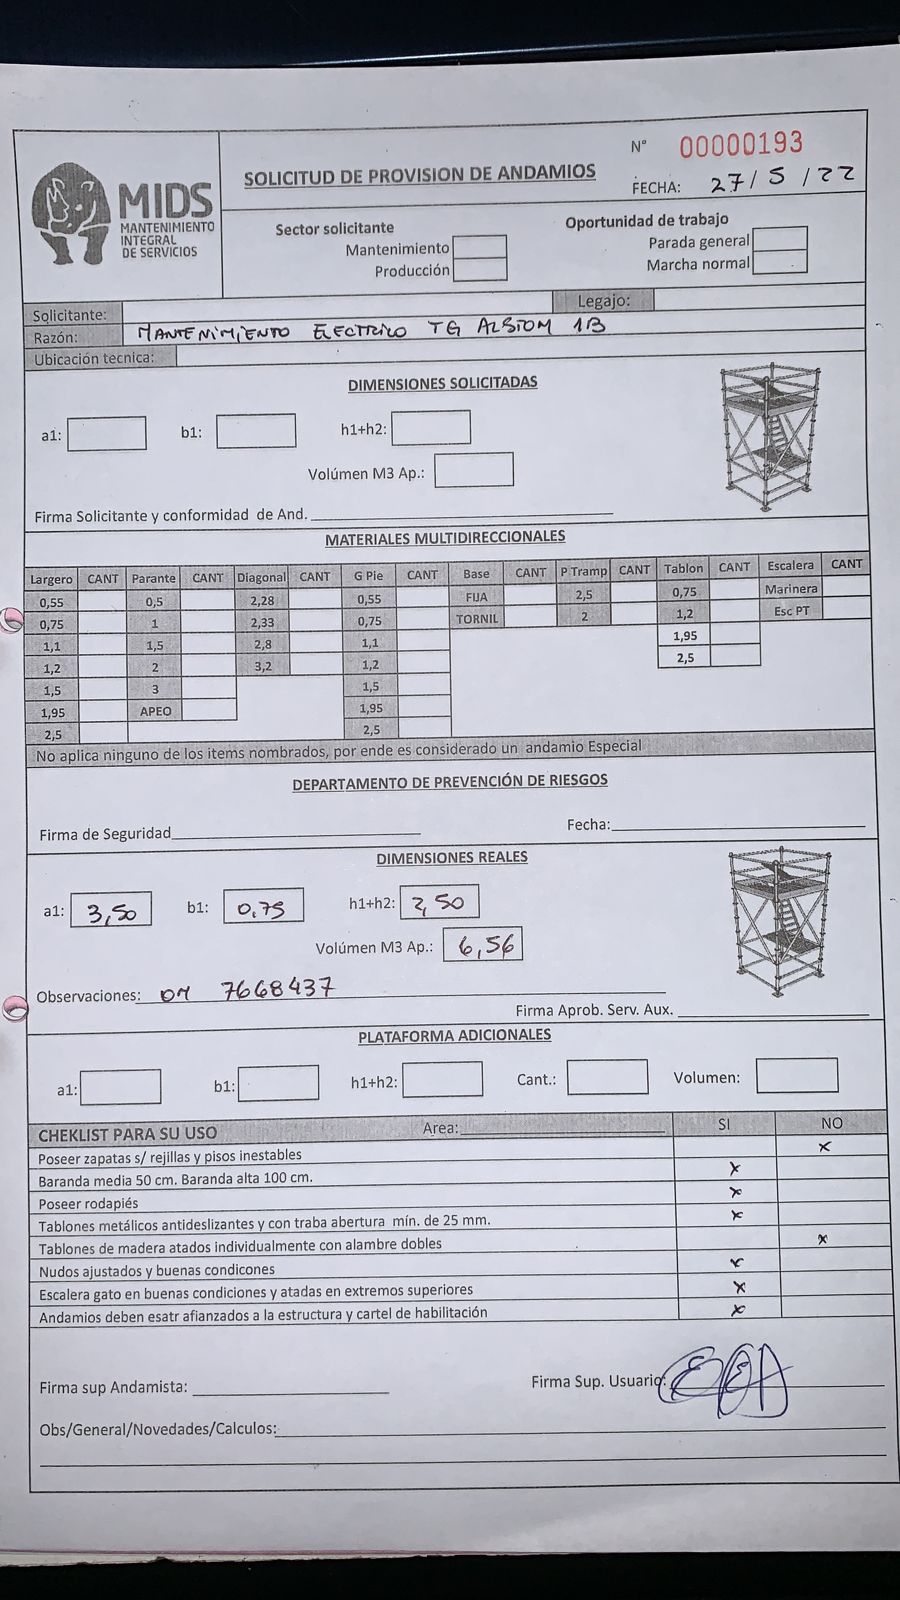 MIDS
MANTENIMIENTO
INTEGRAL
DE SERVICIOS
SOLICITUD DE PROVISION DE ANDAMIOS
N° 00000193
FECHA: 27/5/22
Sector solicitante
Mantenimiento
Producción
Oportunidad de trabajo
Parada general
Marcha normal
Solicitante: Legajo:
Razón: MANTENIMIENTO ELECTRICO TG ALSTOM 1B
Ubicación tecnica:
DIMENSIONES SOLICITADAS
a1: b1: h1+h2:
Volúmen M3 Ap.:
Firma Solicitante y conformidad de And.
MATERIALES MULTIDIRECCIONALES
Largero CANT Parante CANT Diagonal CANT G Pie CANT Base CANT P Tramp CANT Tablon CANT Escalera CANT
0,55 0,5 2,28 0,55 FIJA 2,5 0,75 Marinera
0,75 1 2,33 0,75 TORNIL 2 1,2 Esc PT
1,1 1,5 2,8 1,1 1,95
1,2 2 3,2 1,2 2,5
1,5 3 1,5
1,95 APEO 1,95
2,5 2,5
No aplica ninguno de los items nombrados, por ende es considerado un andamio Especial
DEPARTAMENTO DE PREVENCIÓN DE RIESGOS
Firma de Seguridad Fecha:
DIMENSIONES REALES
a1: 3,50 b1: 0,75 h1+h2: 2,50
Volúmen M3 Ap.: 6,56
Observaciones: OM 7668437
Firma Aprob. Serv. Aux.
PLATAFORMA ADICIONALES
a1: b1: h1+h2: Cant.: Volumen:
CHEKLIST PARA SU USO Area: SI NO
Poseer zapatas s/ rejillas y pisos inestables x
Baranda media 50 cm. Baranda alta 100 cm. x
Poseer rodapiés x
Tablones metálicos antideslizantes y con traba abertura mín. de 25 mm. x
Tablones de madera atados individualmente con alambre dobles x
Nudos ajustados y buenas condicones x
Escalera gato en buenas condiciones y atadas en extremos superiores x
Andamios deben esatr afianzados a la estructura y cartel de habilitación x
Firma sup Andamista: Firma Sup. Usuario:
Obs/General/Novedades/Calculos: